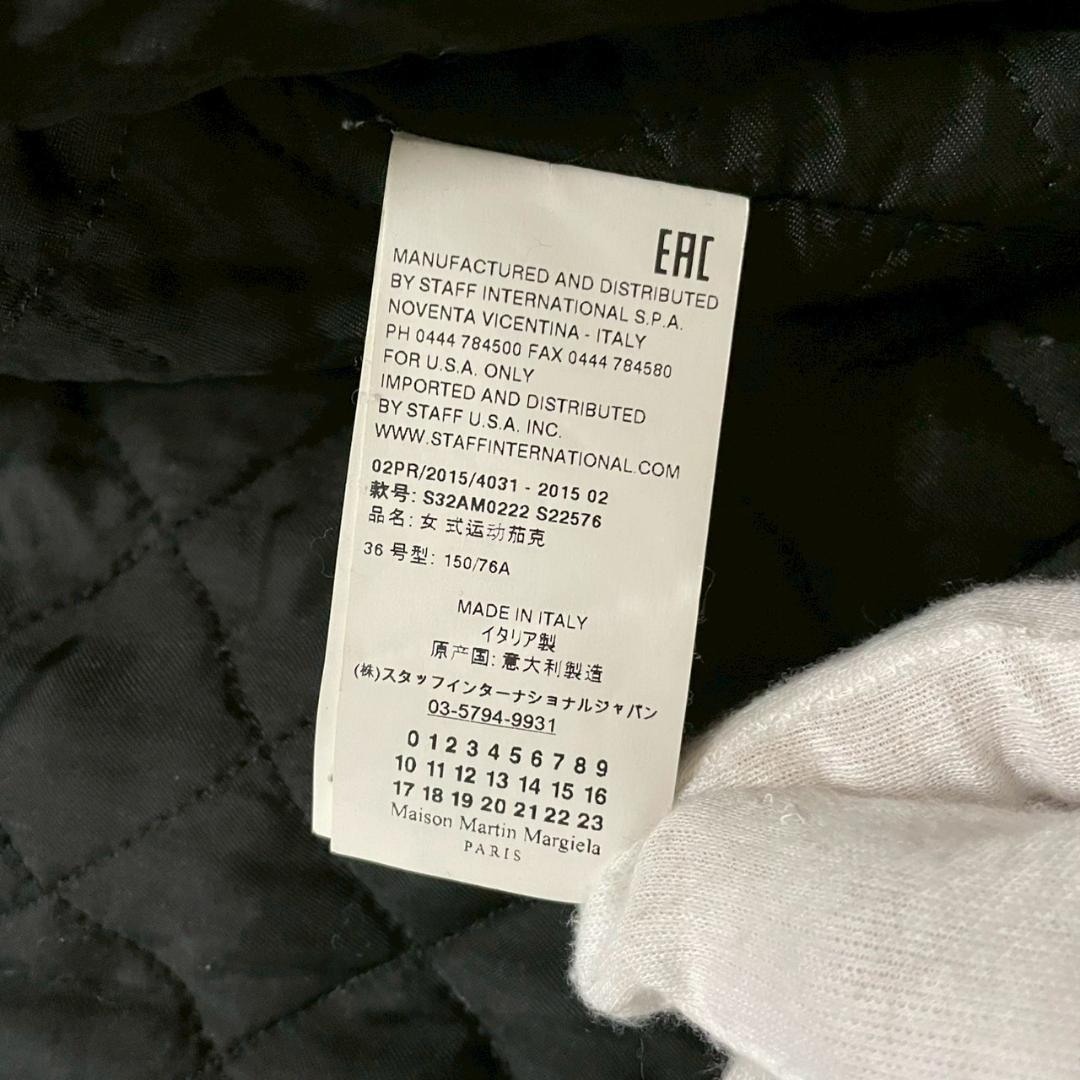 EAC
MANUFACTURED AND DISTRIBUTED
BY STAFF INTERNATIONAL S.P.A.
NOVENTA VICENTINA - ITALY
PH 0444 784500 FAX 0444 784580
FOR U.S.A. ONLY
IMPORTED AND DISTRIBUTED
BY STAFF U.S.A. INC.
WWW.STAFFINTERNATIONAL.COM
02PR/2015/4031 - 2015 02
款号: S32AM0222 S22576
品名: 女 式运动茄克
36 号型: 150/76A
MADE IN ITALY
イタリア製
原产国: 意大利製造
(株)スタッフインターナショナルジャパン
03-5794-9931
0 1 2 3 4 5 6 7 8 9
10 11 12 13 14 15 16
17 18 19 20 21 22 23
Maison Martin Margiela
PARIS